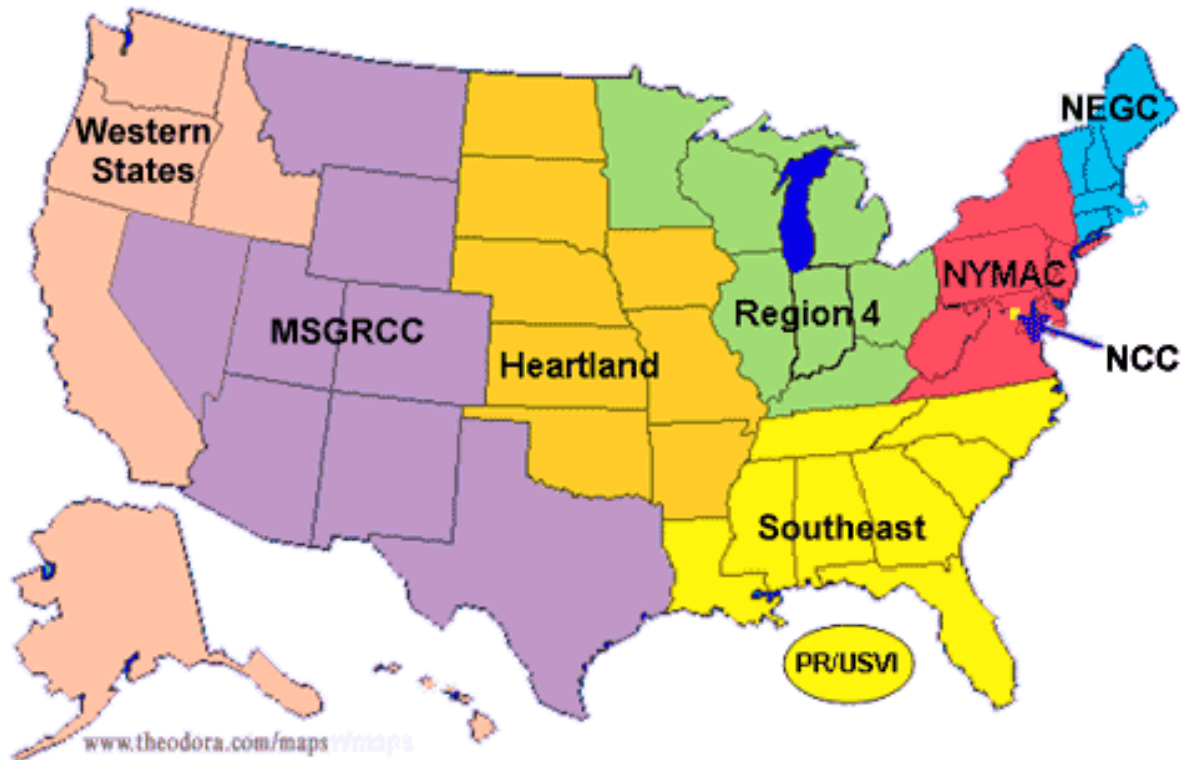 NEGC
Western
States
NYMAC
Region 4
MSGRCC
NCC
Heartland
Southeast
PR/USVI
www.theodora.com/maps